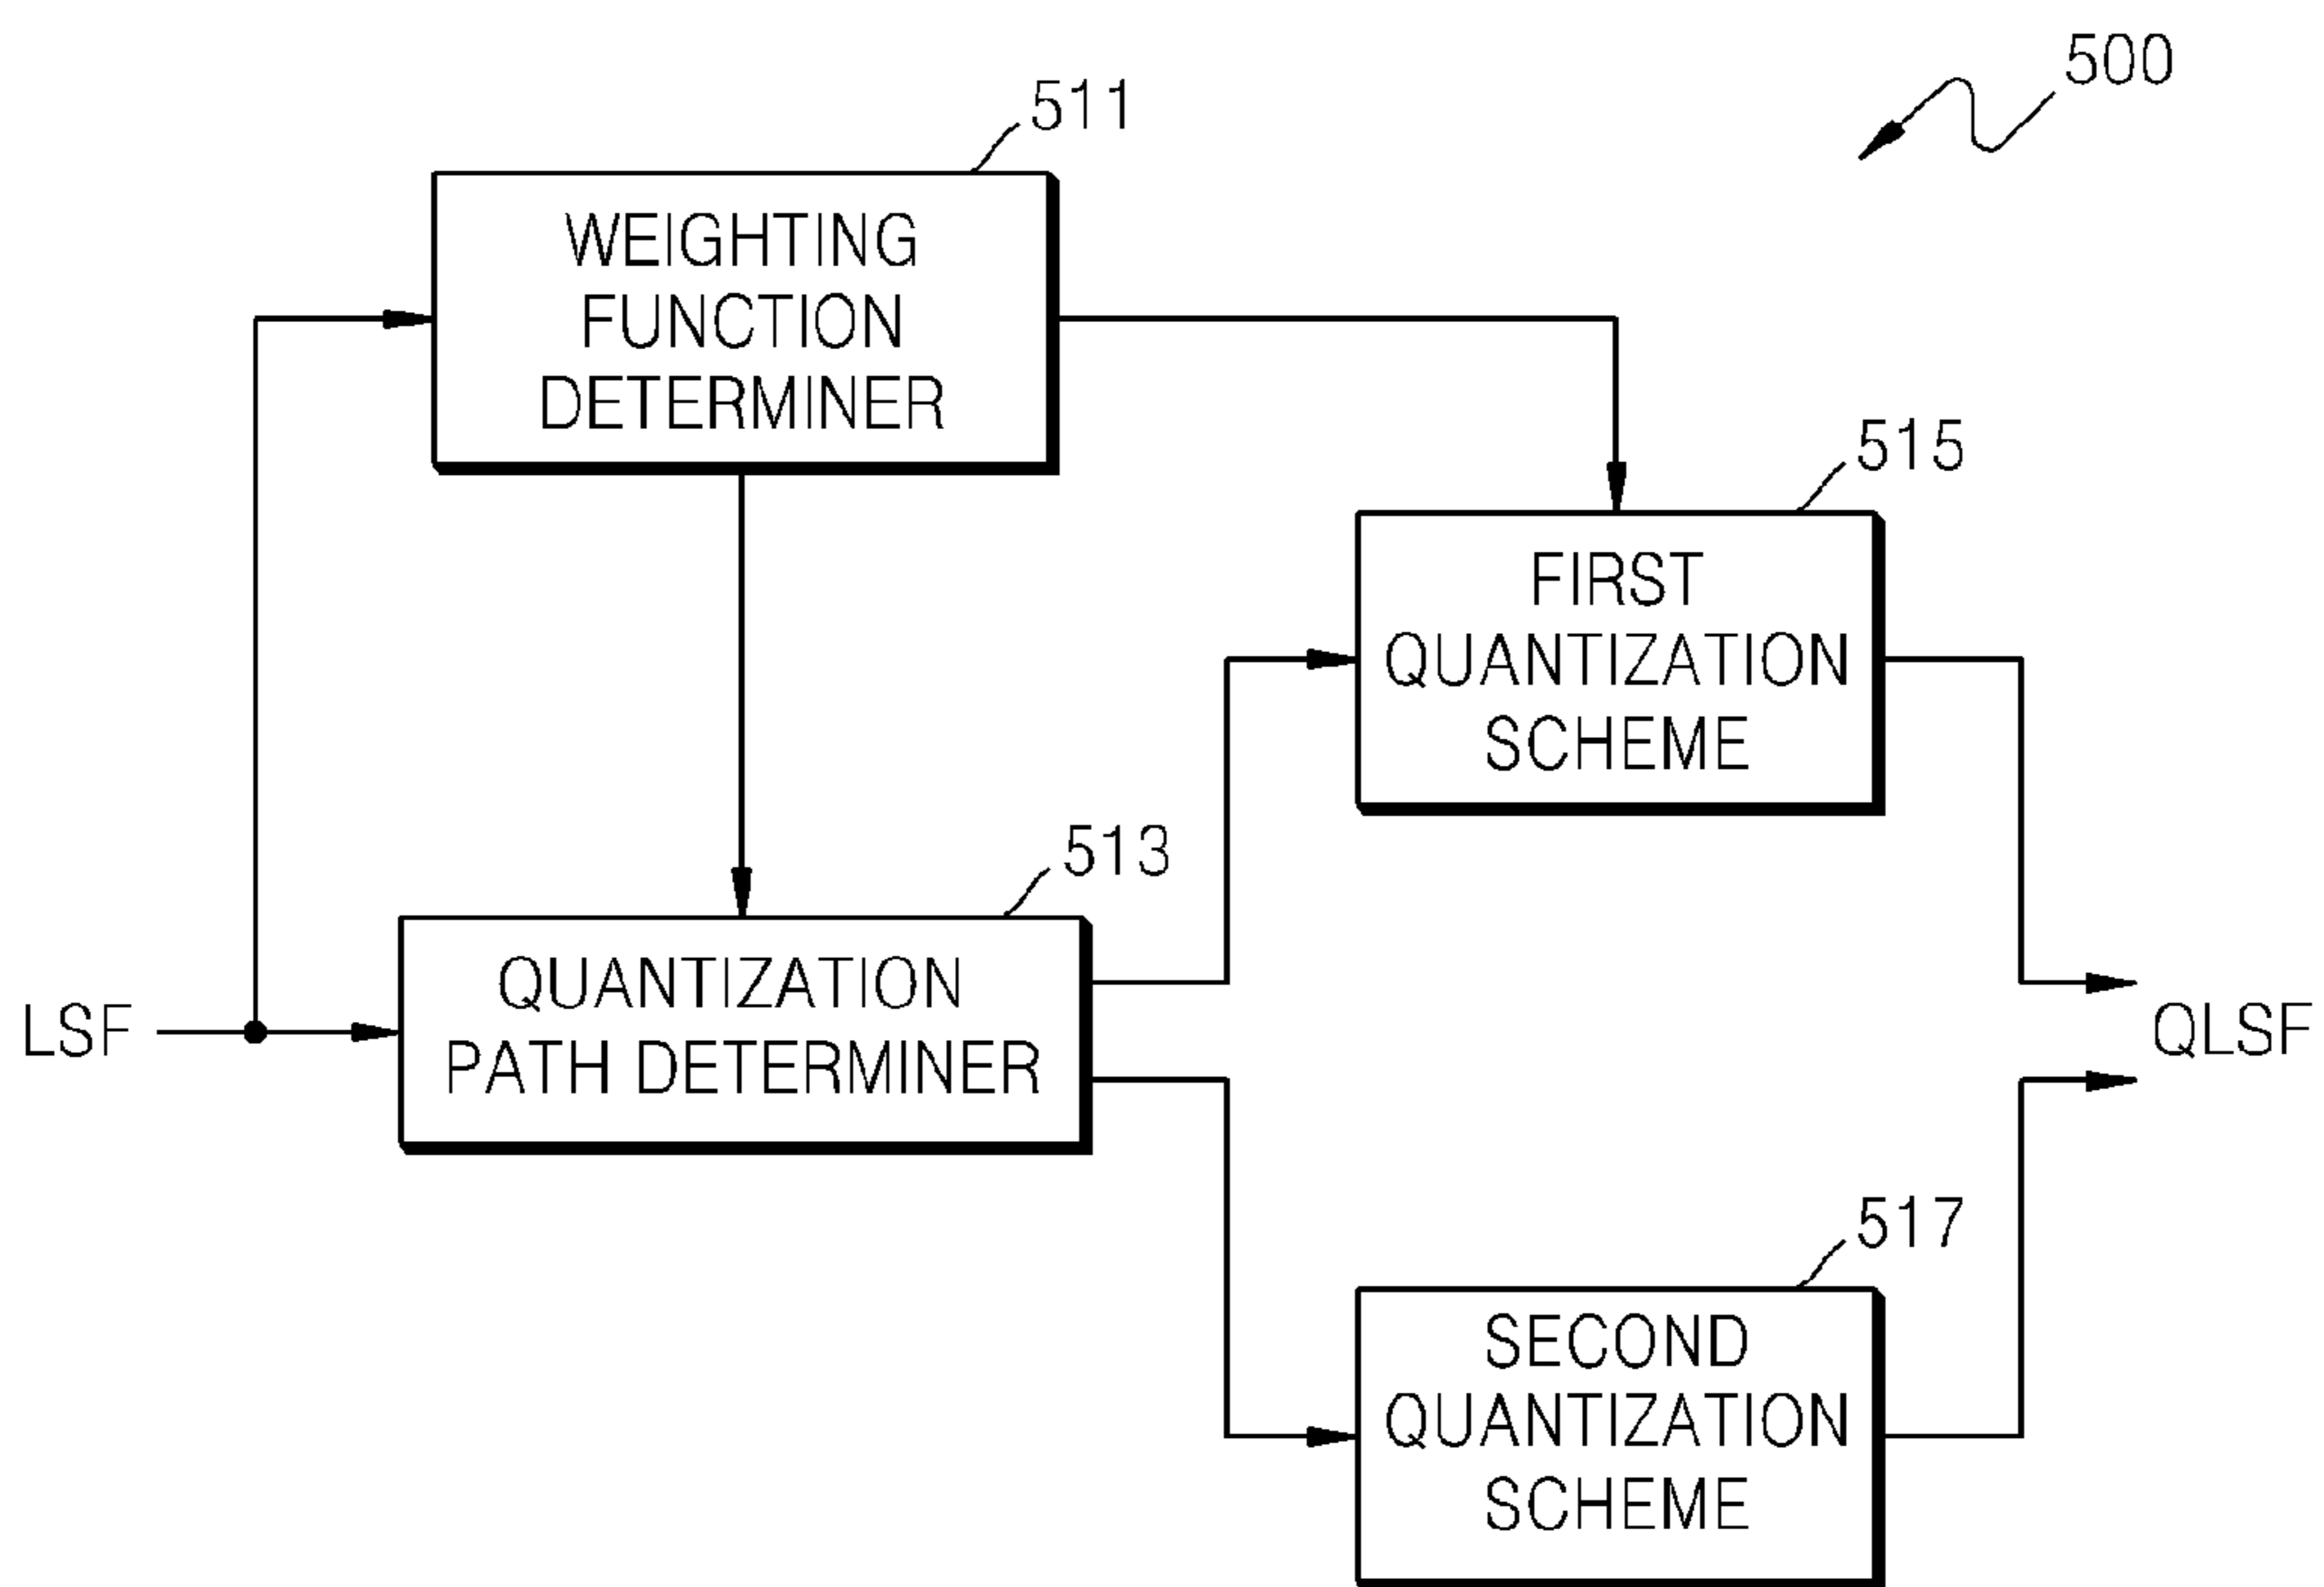 500
511
WEIGHTING
FUNCTION
DETERMINER
515
FIRST
QUANTIZATION
SCHEME
513
QUANTIZATION
PATH DETERMINER
LSF
QLSF
517
SECOND
QUANTIZATION
SCHEME